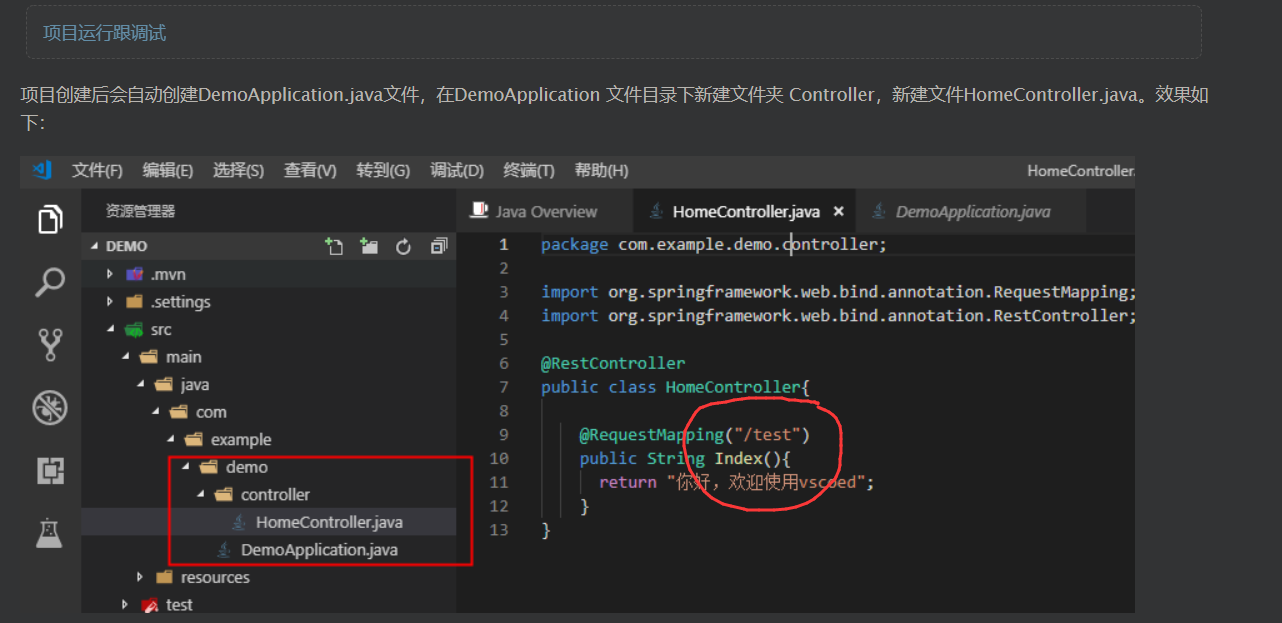 项目运行跟调试
项目创建后会自动创建DemoApplication.java文件，在DemoApplication 文件目录下新建文件夹 Controller，新建文件HomeController.java。效果如
下：
文件(F) 编辑(E) 选择(S) 查看(V) 转到(G) 调试(D) 终端(T) 帮助(H) HomeController.
资源管理器
Java Overview HomeController.java × DemoApplication.java
DEMO
.mvn
.settings
src
main
java
com
example
demo
controller
HomeController.java
DemoApplication.java
resources
test
1 package com.example.demo.controller;
2
3 import org.springframework.web.bind.annotation.RequestMapping;
4 import org.springframework.web.bind.annotation.RestController;
5
6 @RestController
7 public class HomeController{
8
9 @RequestMapping("/test")
10 public String Index(){
11 return "你好，欢迎使用vscoed";
12 }
13 }